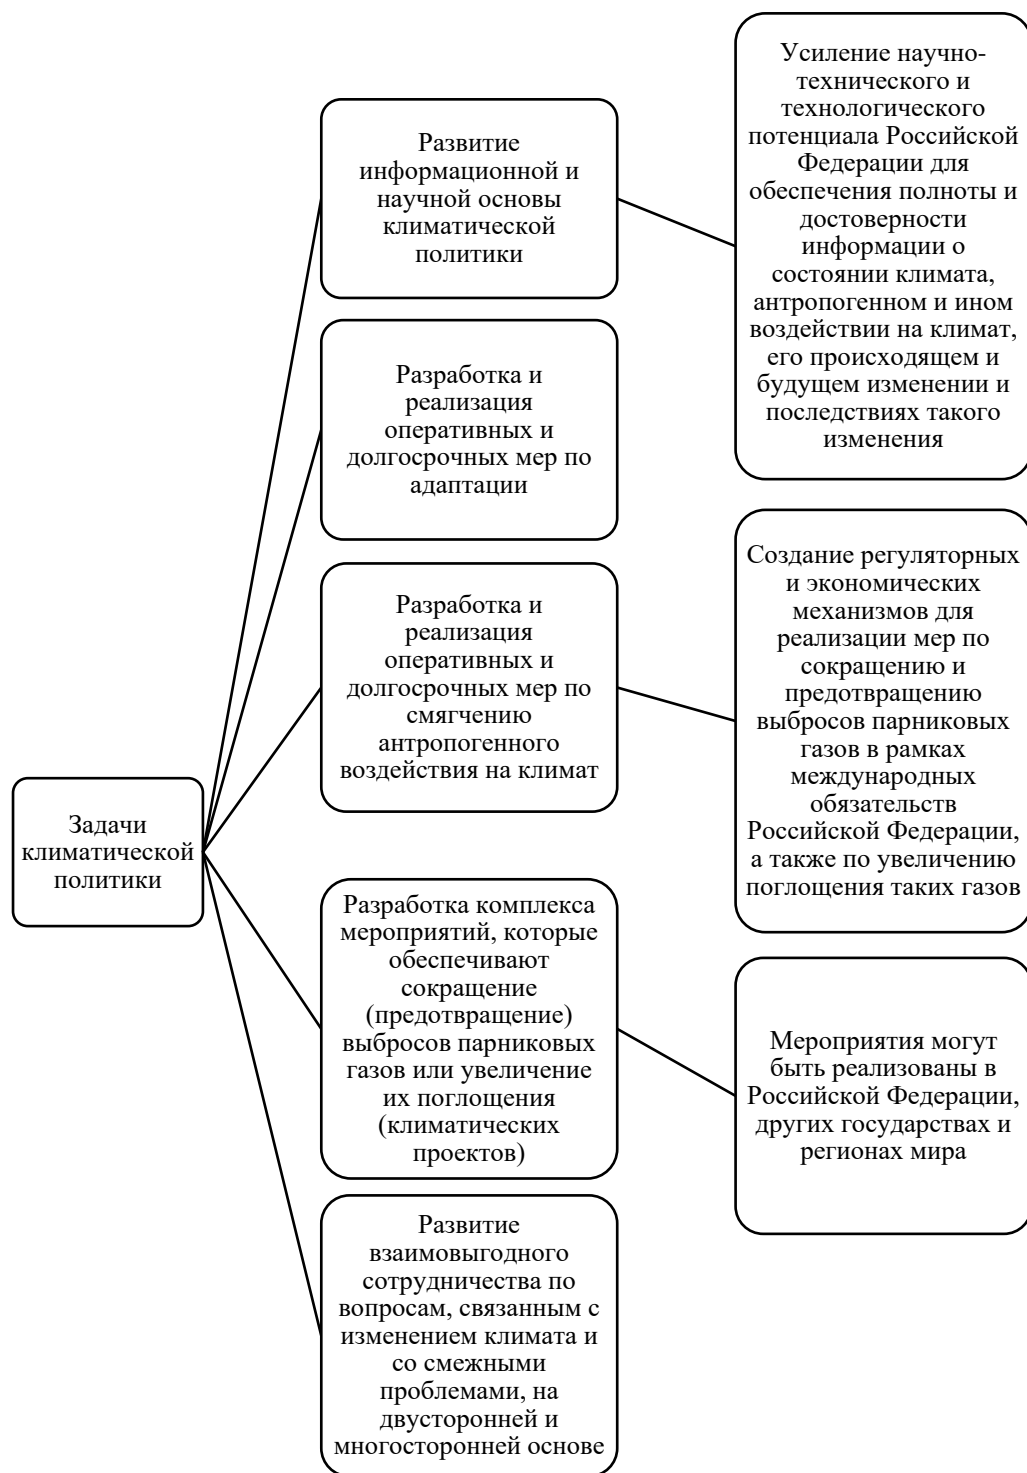 Задачи
климатической
политики
Развитие
информационной и
научной основы
климатической
политики
Усиление научно-
технического и
технологического
потенциала Российской
Федерации для
обеспечения полноты и
достоверности
информации о
состоянии климата,
антропогенном и ином
воздействии на климат,
его происходящем и
будущем изменении и
последствиях такого
изменения
Разработка и
реализация
оперативных и
долгосрочных мер по
адаптации
Разработка и
реализация
оперативных и
долгосрочных мер по
смягчению
антропогенного
воздействия на климат
Создание регуляторных
и экономических
механизмов для
реализации мер по
сокращению и
предотвращению
выбросов парниковых
газов в рамках
международных
обязательств
Российской Федерации,
а также по увеличению
поглощения таких газов
Разработка комплекса
мероприятий, которые
обеспечивают
сокращение
(предотвращение)
выбросов парниковых
газов или увеличение
их поглощения
(климатических
проектов)
Мероприятия могут
быть реализованы в
Российской Федерации,
других государствах и
регионах мира
Развитие
взаимовыгодного
сотрудничества по
вопросам, связанным с
изменением климата и
со смежными
проблемами, на
двусторонней и
многосторонней основе